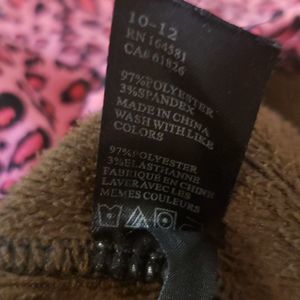 10-12
RN 164581
CA# 61826
97%POLYESTER
3%SPANDEX
MADE IN CHINA
WASH WITH LIKE
COLORS
97%POLYESTER
3%ELASTHANNE
FABRIQUE EN CHINE
LAVER AVEC LES
MEMES COULEURS